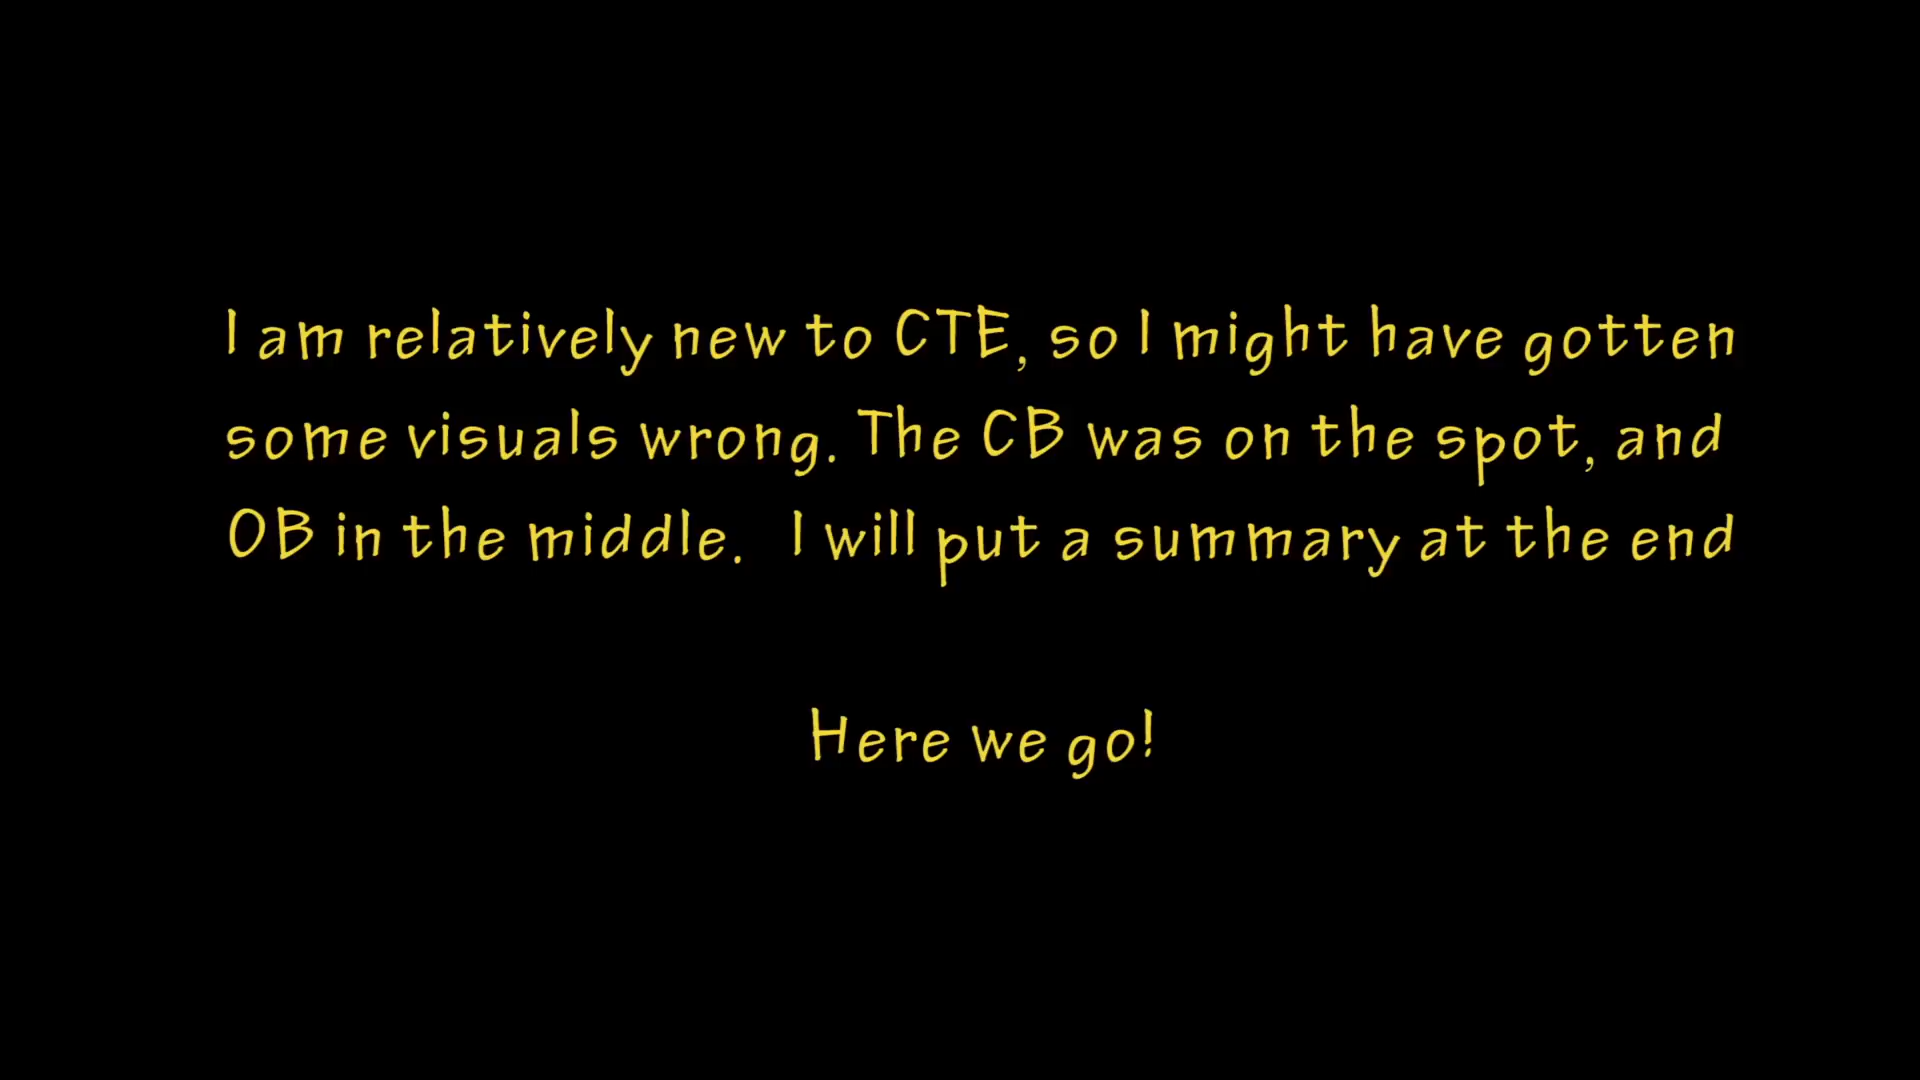 I am relatively new to CTE, so I might have gotten
some visuals wrong. The CB was on the spot, and
OB in the middle. I will put a summary at the end
Here we go!